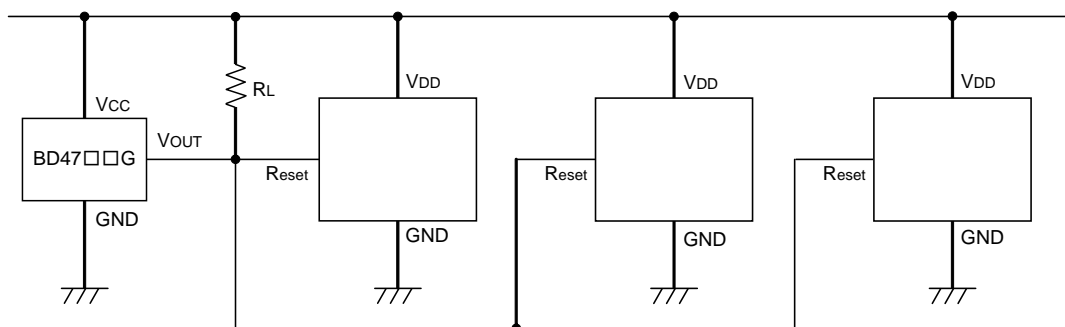 RL
VDD
VDD
VDD
VCC
BD47□□G
VOUT
Reset
Reset
Reset
GND
GND
GND
GND